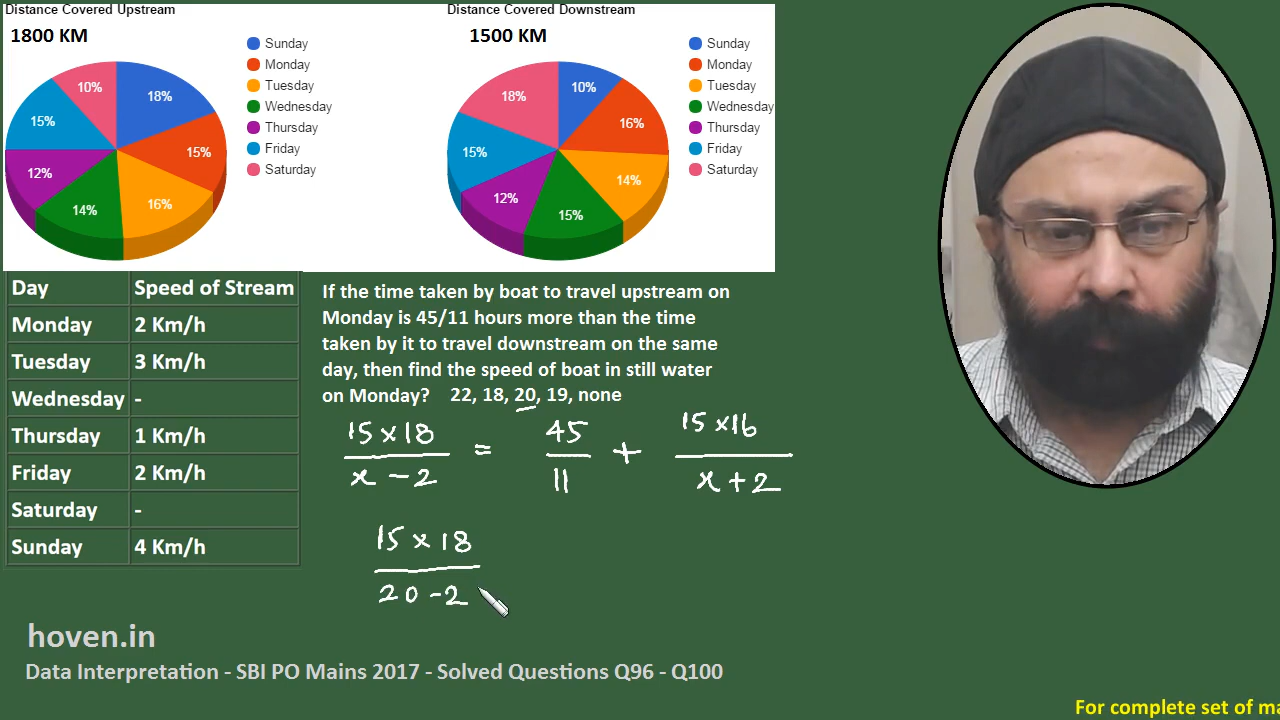 Distance Covered Upstream
1800 KM
Sunday
Monday
Tuesday
Wednesday
Thursday
Friday
Saturday
18%
15%
16%
14%
12%
15%
10%
Distance Covered Downstream
1500 KM
Sunday
Monday
Tuesday
Wednesday
Thursday
Friday
Saturday
10%
16%
14%
15%
12%
15%
18%
Day Speed of Stream
Monday 2 Km/h
Tuesday 3 Km/h
Wednesday -
Thursday 1 Km/h
Friday 2 Km/h
Saturday -
Sunday 4 Km/h
If the time taken by boat to travel upstream on
Monday is 45/11 hours more than the time
taken by it to travel downstream on the same
day, then find the speed of boat in still water
on Monday? 22, 18, 20, 19, none
15 × 18 / x - 2 = 45 / 11 + 15 × 16 / x + 2
15 × 18 / 20 - 2
hoven.in
Data Interpretation - SBI PO Mains 2017 - Solved Questions Q96 - Q100
For complete set of